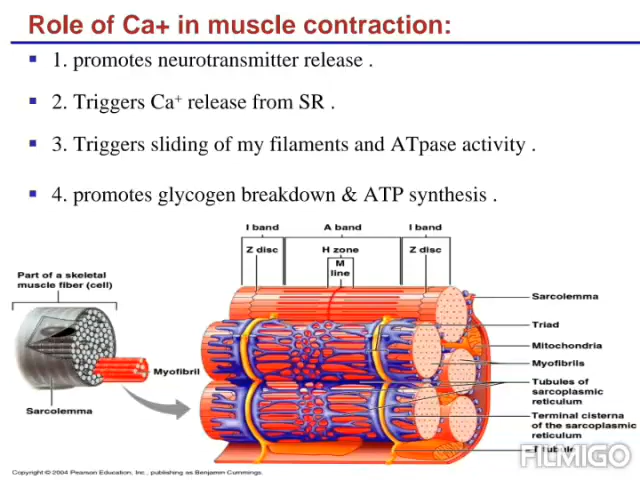 Role of Ca+ in muscle contraction:
1. promotes neurotransmitter release .
2. Triggers Ca+ release from SR .
3. Triggers sliding of my filaments and ATpase activity .
4. promotes glycogen breakdown & ATP synthesis .
I band A band I band
Z disc H zone Z disc
M
line
Part of a skeletal
muscle fiber (cell)
Sarcolemma
Triad
Mitochondria
Myofibril
Myofibrils
Tubules of
sarcoplasmic
reticulum
Sarcolemma
Terminal cisterna
of the sarcoplasmic
reticulum
T tubule
FILMIGO
Copyright © 2004 Pearson Education, Inc., publishing as Benjamin Cummings.